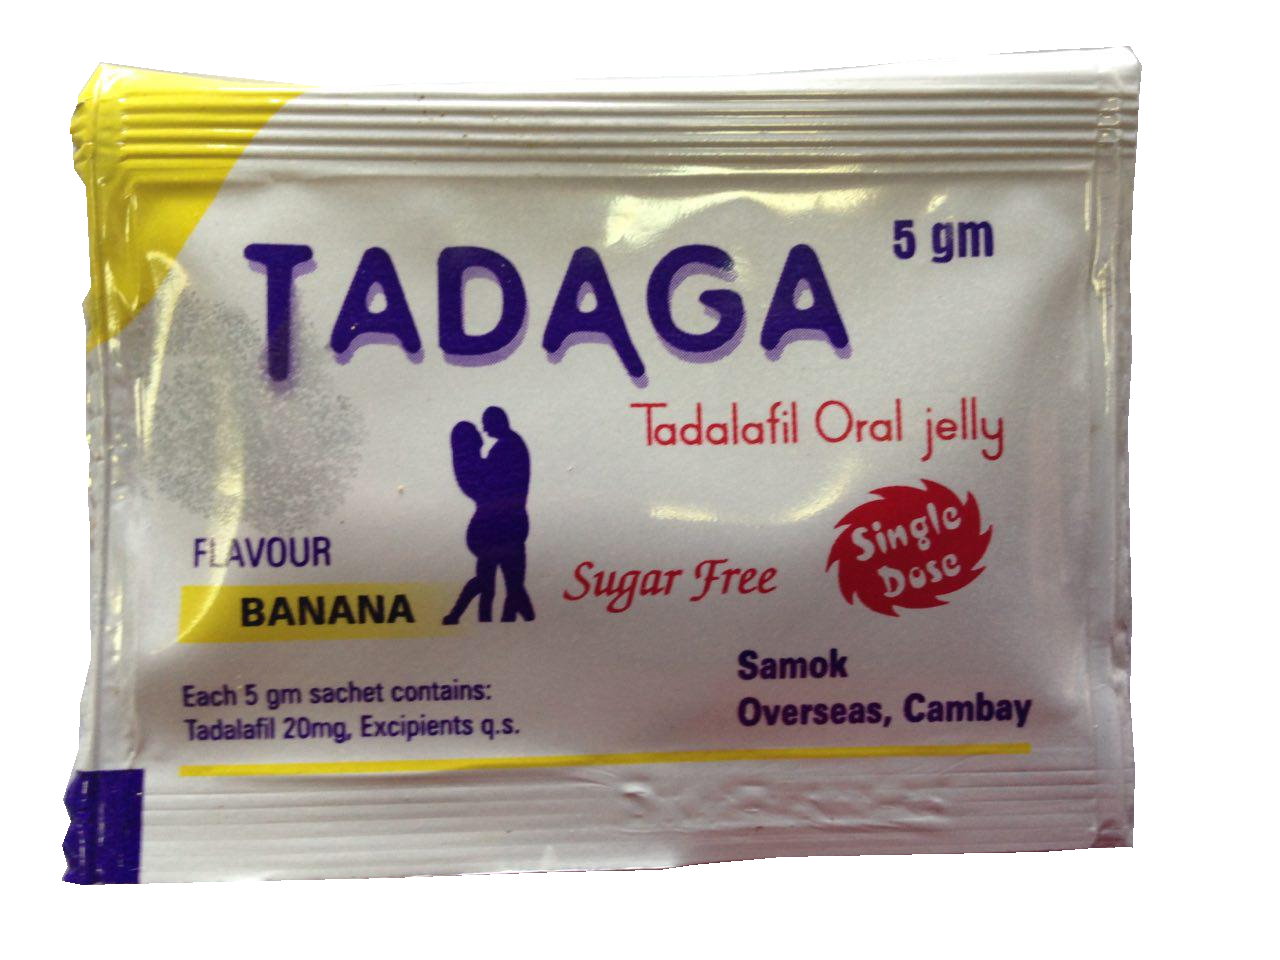 TADAGA
5 gm
Tadalafil Oral jelly
Single
Dose
FLAVOUR
BANANA
Sugar Free
Each 5 gm sachet contains:
Tadalafil 20mg, Excipients q.s.
Samok
Overseas, Cambay